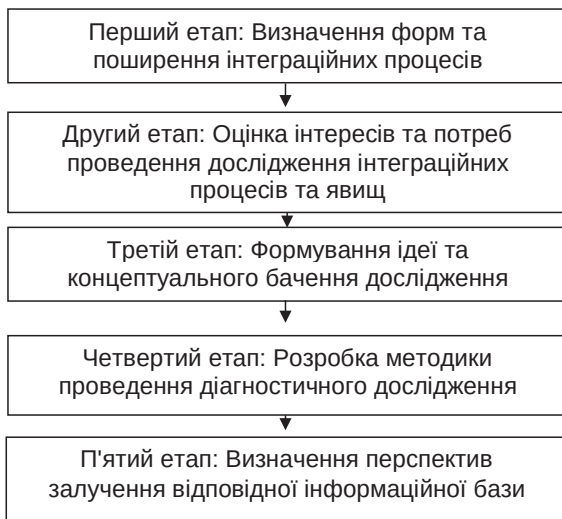 Перший етап: Визначення форм та
поширення інтеграційних процесів
Другий етап: Оцінка інтересів та потреб
проведення дослідження інтеграційних
процесів та явищ
Третій етап: Формування ідеї та
концептуального бачення дослідження
Четвертий етап: Розробка методики
проведення діагностичного дослідження
П'ятий етап: Визначення перспектив
залучення відповідної інформаційної бази